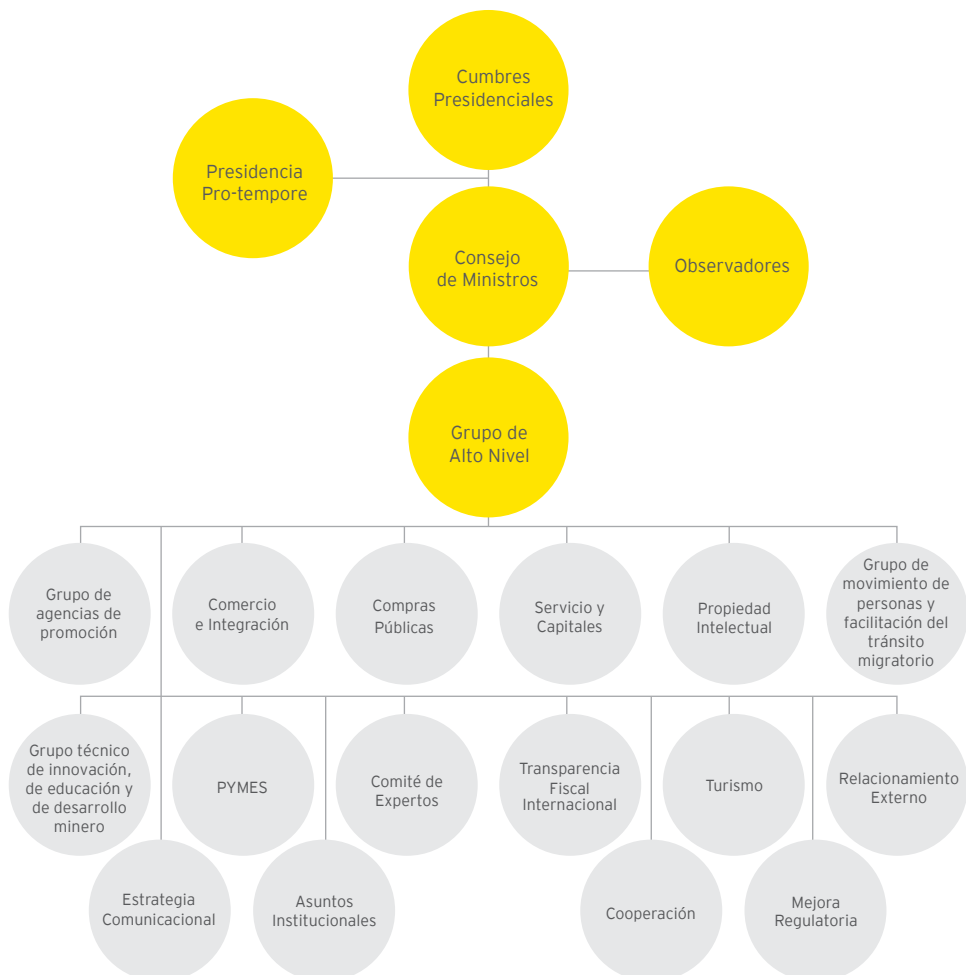 Cumbres
Presidenciales
Presidencia
Pro-tempore
Consejo
de Ministros
Observadores
Grupo de
Alto Nivel
Grupo de
agencias de
promoción
Comercio
e Integración
Compras
Públicas
Servicio y
Capitales
Propiedad
Intelectual
Grupo de
movimiento de
personas y
facilitación del
tránsito
migratorio
Grupo técnico
de innovación,
de educación y
de desarrollo
minero
PYMES
Comité de
Expertos
Transparencia
Fiscal
Internacional
Turismo
Relacionamiento
Externo
Estrategia
Comunicacional
Asuntos
Institucionales
Cooperación
Mejora
Regulatoria